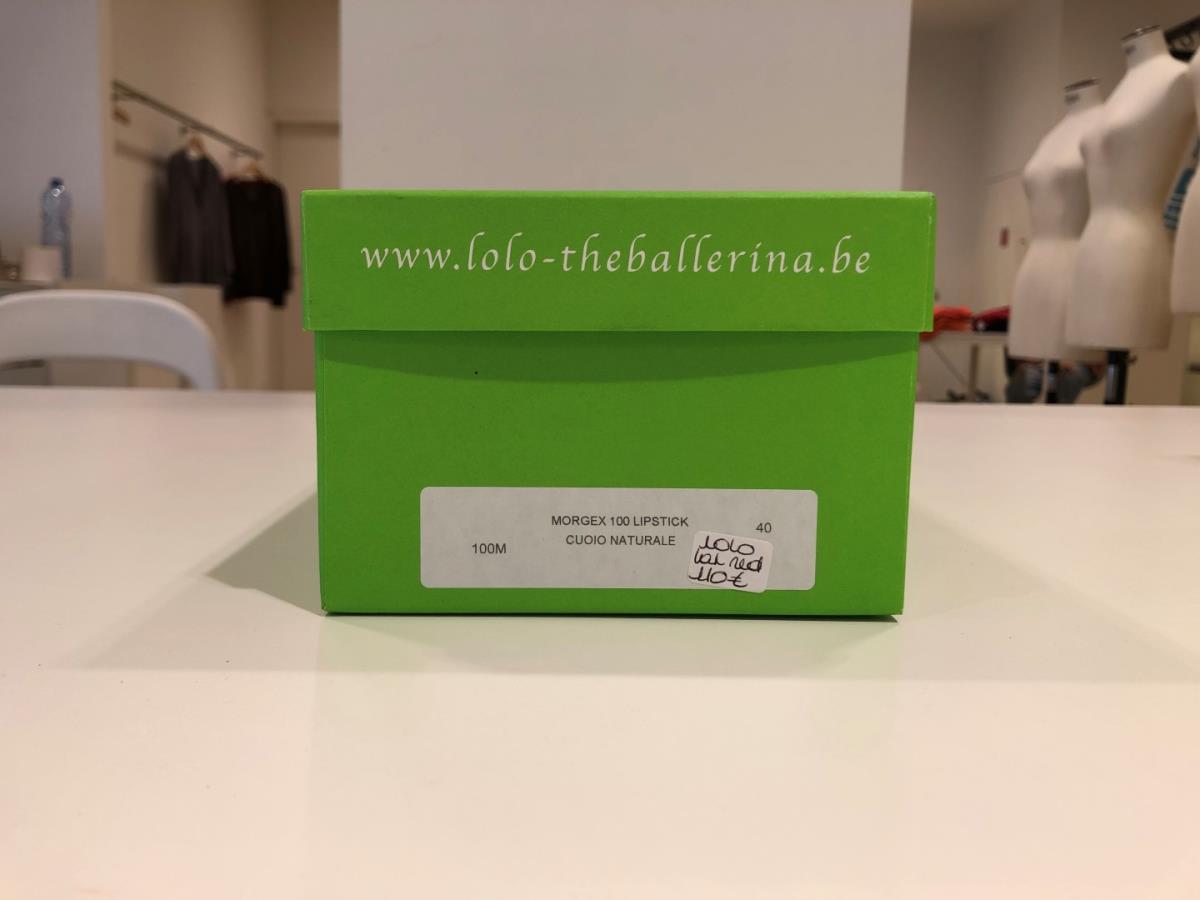 www.lolo-theballerina.be
MORGEX 100 LIPSTICK
40
100M
CUOIO NATURALE
LOLO
110 €